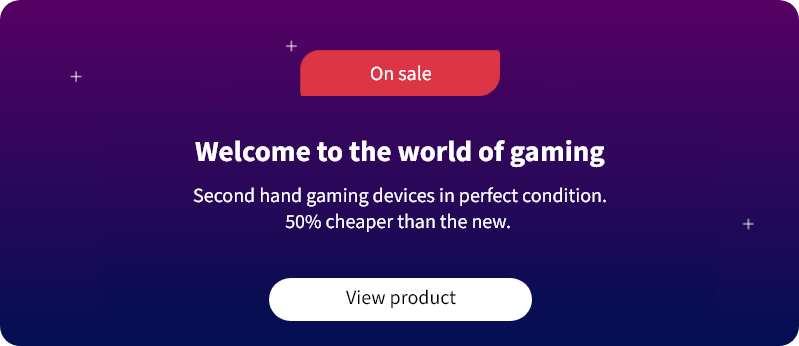 On sale
Welcome to the world of gaming
Second hand gaming devices in perfect condition.
50% cheaper than the new.
View product